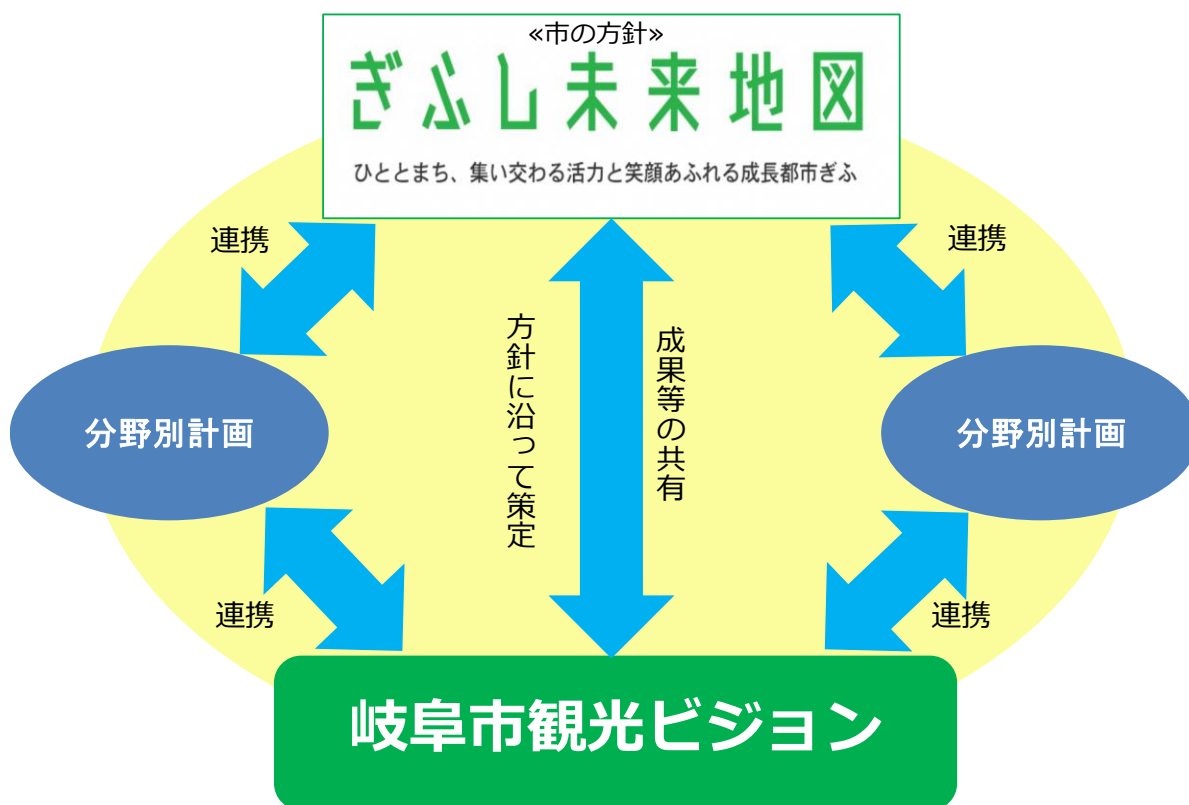 ≪市の方針≫
ぎふし未来地図
ひととまち、集い交わる活力と笑顔あふれる成長都市ぎふ
連携
連携
方針に沿って策定
成果等の共有
分野別計画
分野別計画
連携
連携
岐阜市観光ビジョン